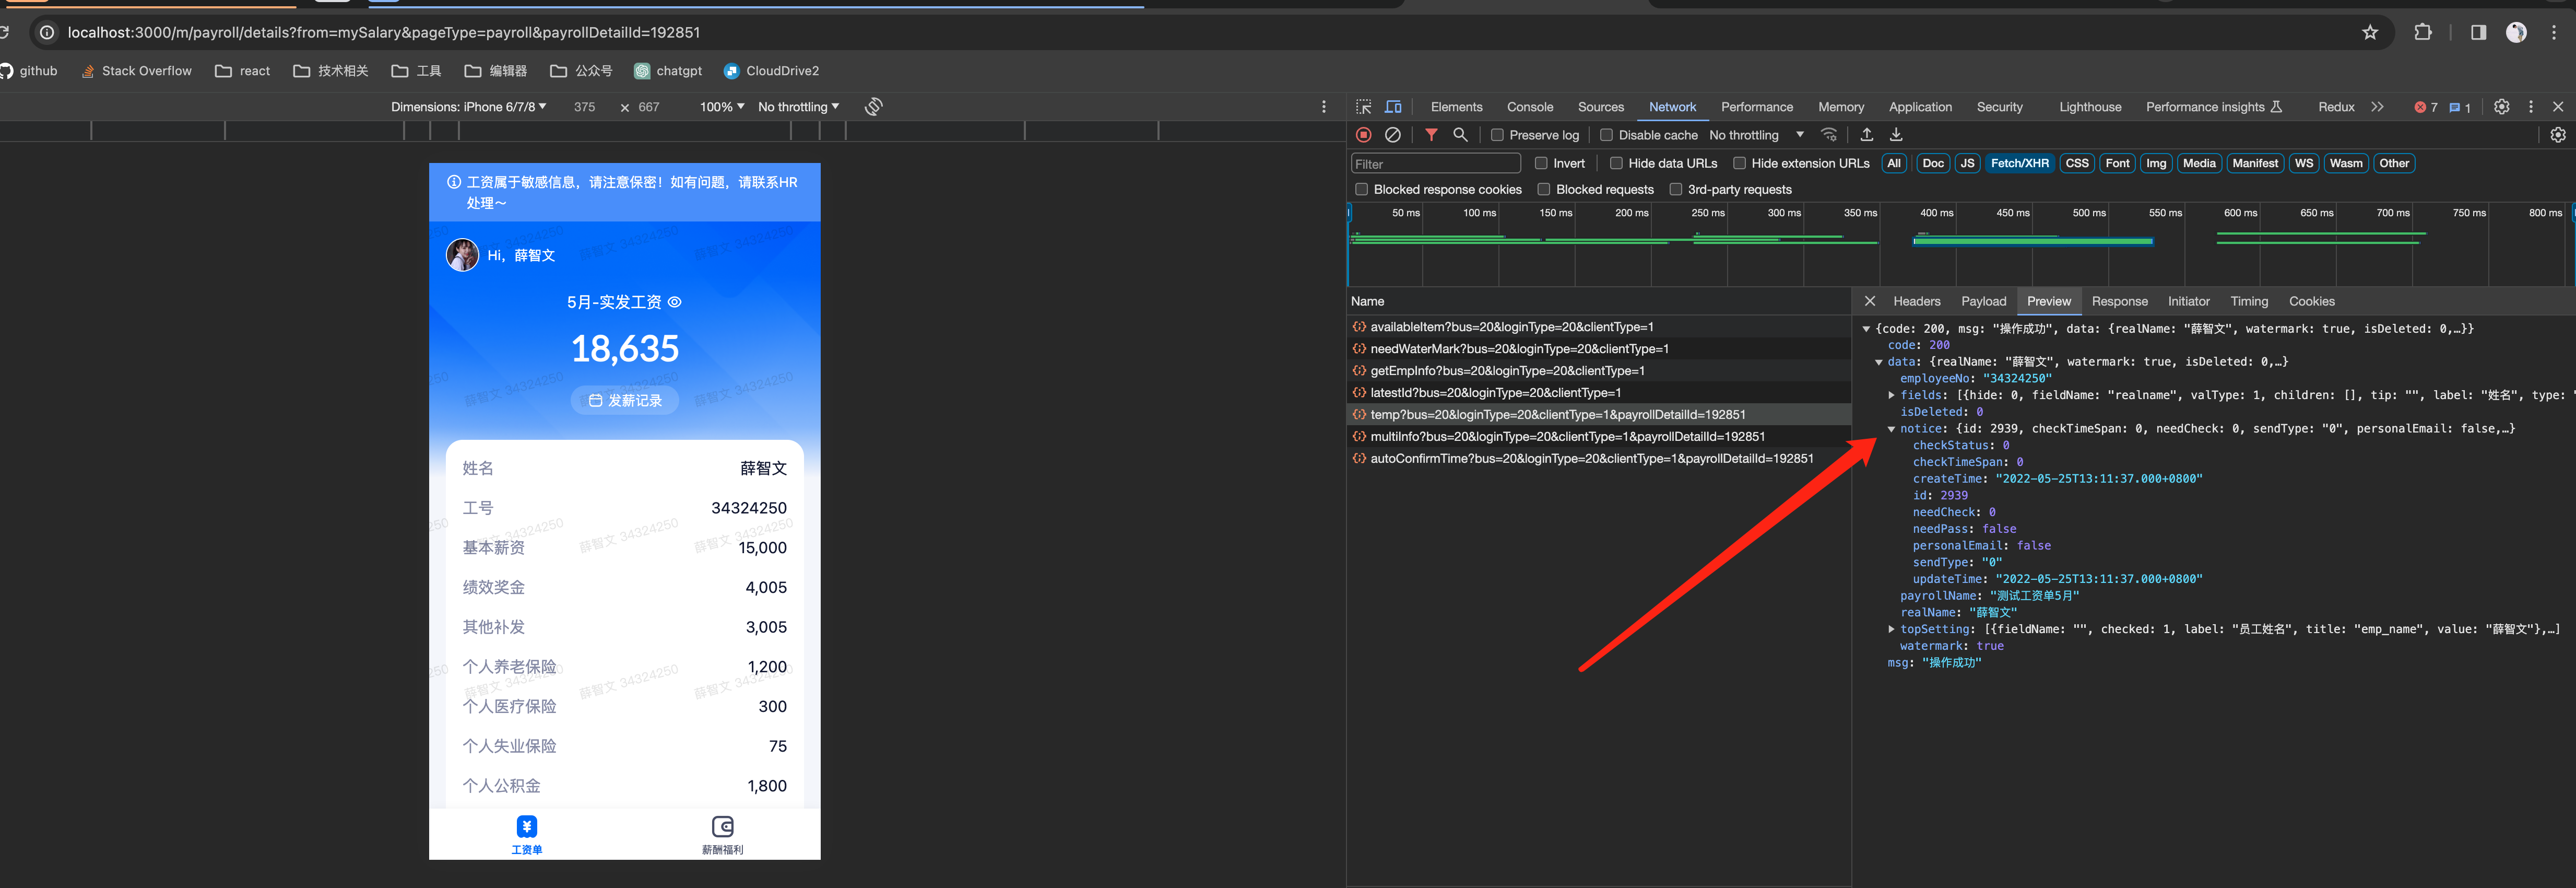 localhost:3000/m/payroll/details?from=mySalary&pageType=payroll&payrollDetailId=192851
github Stack Overflow react 技术相关 工具 编辑器 公众号 chatgpt CloudDrive2
Dimensions: iPhone 6/7/8 375 × 667 100% No throttling
工资属于敏感信息，请注意保密！如有问题，请联系HR
处理～
Hi，薛智文
5月-实发工资
18,635
发薪记录
姓名 薛智文
工号 34324250
基本薪资 15,000
绩效奖金 4,005
其他补发 3,005
个人养老保险 1,200
个人医疗保险 300
个人失业保险 75
个人公积金 1,800
薛智文 34324250
工资单 薪酬福利
Elements Console Sources Network Performance Memory Application Security Lighthouse Performance insights Redux 7 1
Preserve log Disable cache No throttling
Filter Invert Hide data URLs Hide extension URLs All Doc JS Fetch/XHR CSS Font Img Media Manifest WS Wasm Other
Blocked response cookies Blocked requests 3rd-party requests
50 ms 100 ms 150 ms 200 ms 250 ms 300 ms 350 ms 400 ms 450 ms 500 ms 550 ms 600 ms 650 ms 700 ms 750 ms 800 ms
Name
availableItem?bus=20&loginType=20&clientType=1
needWaterMark?bus=20&loginType=20&clientType=1
getEmpInfo?bus=20&loginType=20&clientType=1
latestId?bus=20&loginType=20&clientType=1
temp?bus=20&loginType=20&clientType=1&payrollDetailId=192851
multiInfo?bus=20&loginType=20&clientType=1&payrollDetailId=192851
autoConfirmTime?bus=20&loginType=20&clientType=1&payrollDetailId=192851
Headers Payload Preview Response Initiator Timing Cookies
{code: 200, msg: "操作成功", data: {realName: "薛智文", watermark: true, isDeleted: 0,…}}
code: 200
data: {realName: "薛智文", watermark: true, isDeleted: 0,…}
employeeNo: "34324250"
fields: [{hide: 0, fieldName: "realname", valType: 1, children: [], tip: "", label: "姓名", type: "
isDeleted: 0
notice: {id: 2939, checkTimeSpan: 0, needCheck: 0, sendType: "0", personalEmail: false,…}
checkStatus: 0
checkTimeSpan: 0
createTime: "2022-05-25T13:11:37.000+0800"
id: 2939
needCheck: 0
needPass: false
personalEmail: false
sendType: "0"
updateTime: "2022-05-25T13:11:37.000+0800"
payrollName: "测试工资单5月"
realName: "薛智文"
topSetting: [{fieldName: "", checked: 1, label: "员工姓名", title: "emp_name", value: "薛智文"},…]
watermark: true
msg: "操作成功"